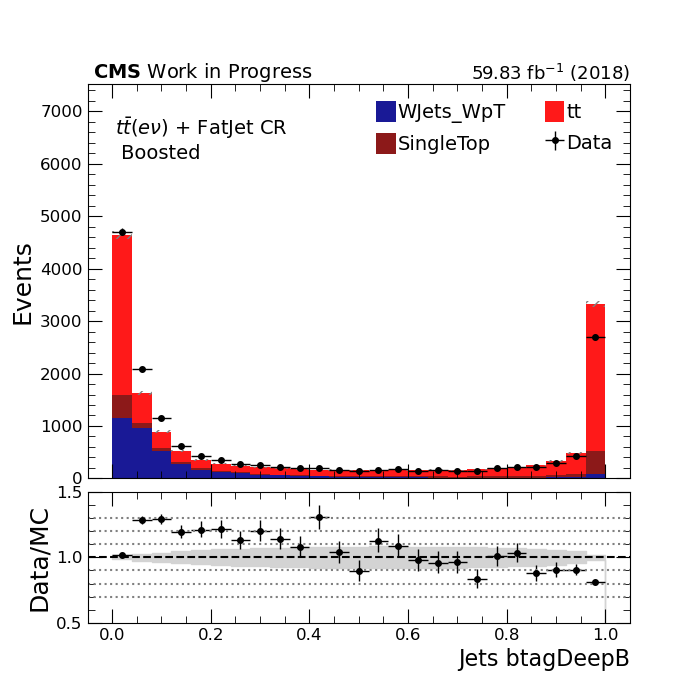 CMS Work in Progress 59.83 fb⁻¹ (2018)
tt̄(eν) + FatJet CR
Boosted
WJets_WpT tt
SingleTop Data
Events
7000
6000
5000
4000
3000
2000
1000
0
Data/MC
1.5
1.0
0.5
0.0 0.2 0.4 0.6 0.8 1.0
Jets btagDeepB